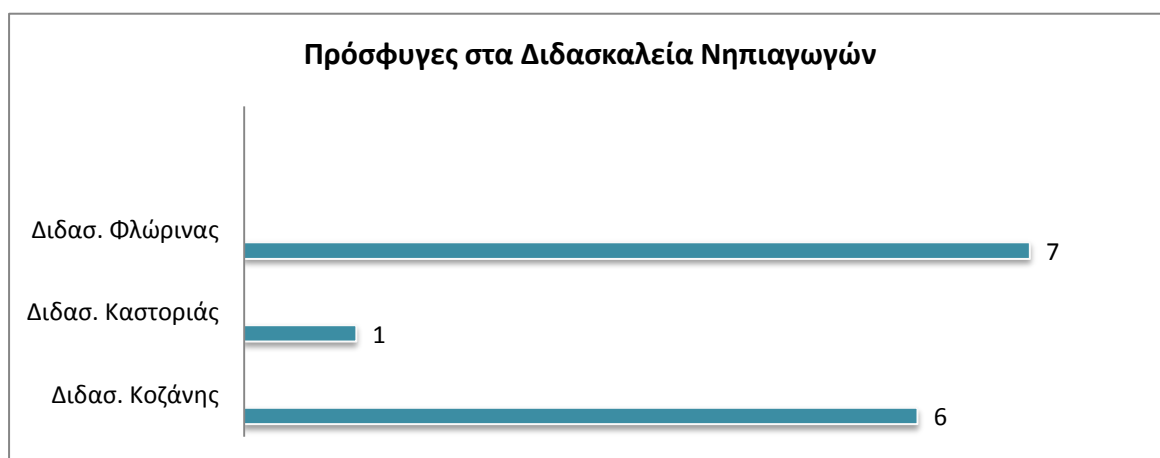 Πρόσφυγες στα Διδασκαλεία Νηπιαγωγών
Διδασ. Φλώρινας
7
Διδασ. Καστοριάς
1
Διδασ. Κοζάνης
6